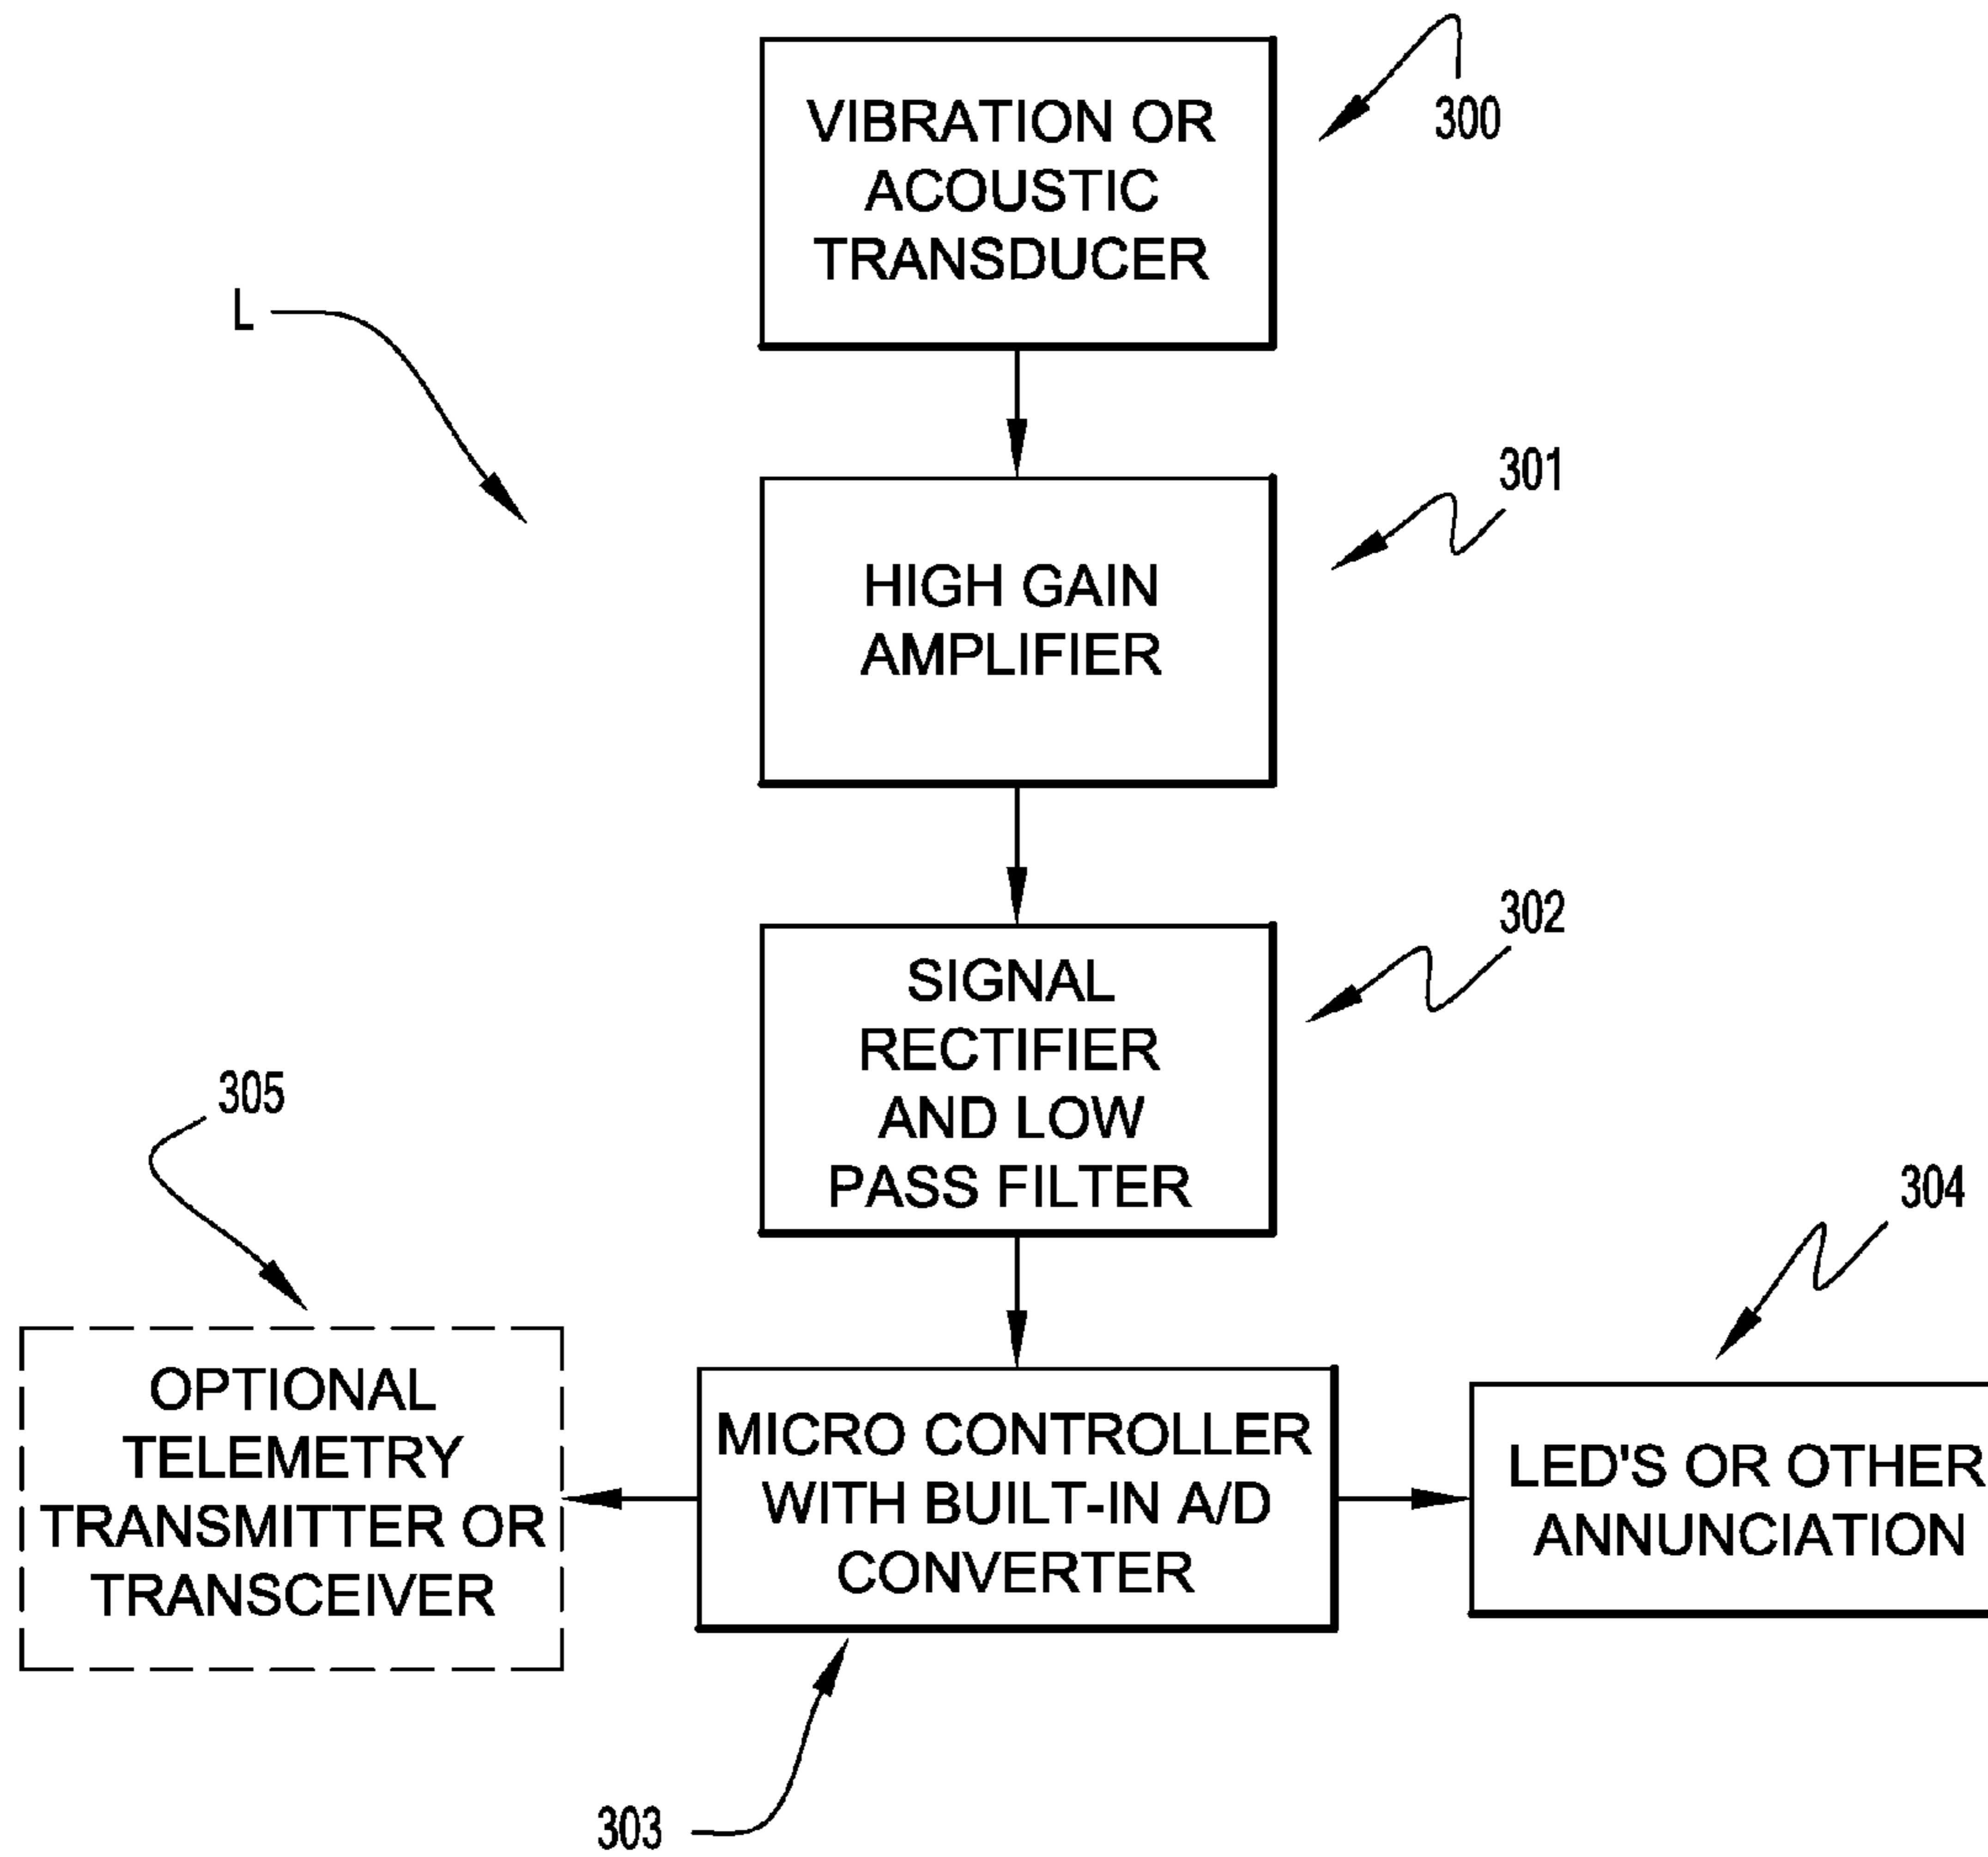 VIBRATION OR
ACOUSTIC
TRANSDUCER
300
L
HIGH GAIN
AMPLIFIER
301
SIGNAL
RECTIFIER
AND LOW
PASS FILTER
302
305
304
OPTIONAL
TELEMETRY
TRANSMITTER OR
TRANSCEIVER
MICRO CONTROLLER
WITH BUILT-IN A/D
CONVERTER
LED'S OR OTHER
ANNUNCIATION
303